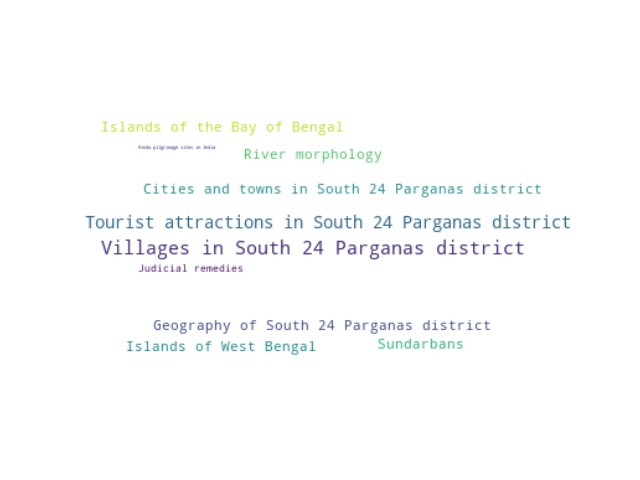 Islands of the Bay of Bengal
Hindu pilgrimage sites in India
River morphology
Cities and towns in South 24 Parganas district
Tourist attractions in South 24 Parganas district
Villages in South 24 Parganas district
Judicial remedies
Geography of South 24 Parganas district
Islands of West Bengal
Sundarbans